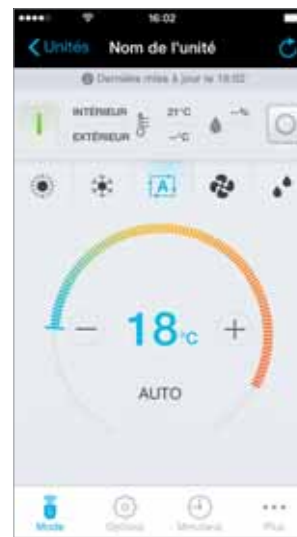 16:02
Unités Nom de l'unité
Dernière mise à jour le 16:02
INTÉRIEUR 21°C --%
EXTÉRIEUR --°C
A
− 18°C +
AUTO
Mode Options Minuterie Plus